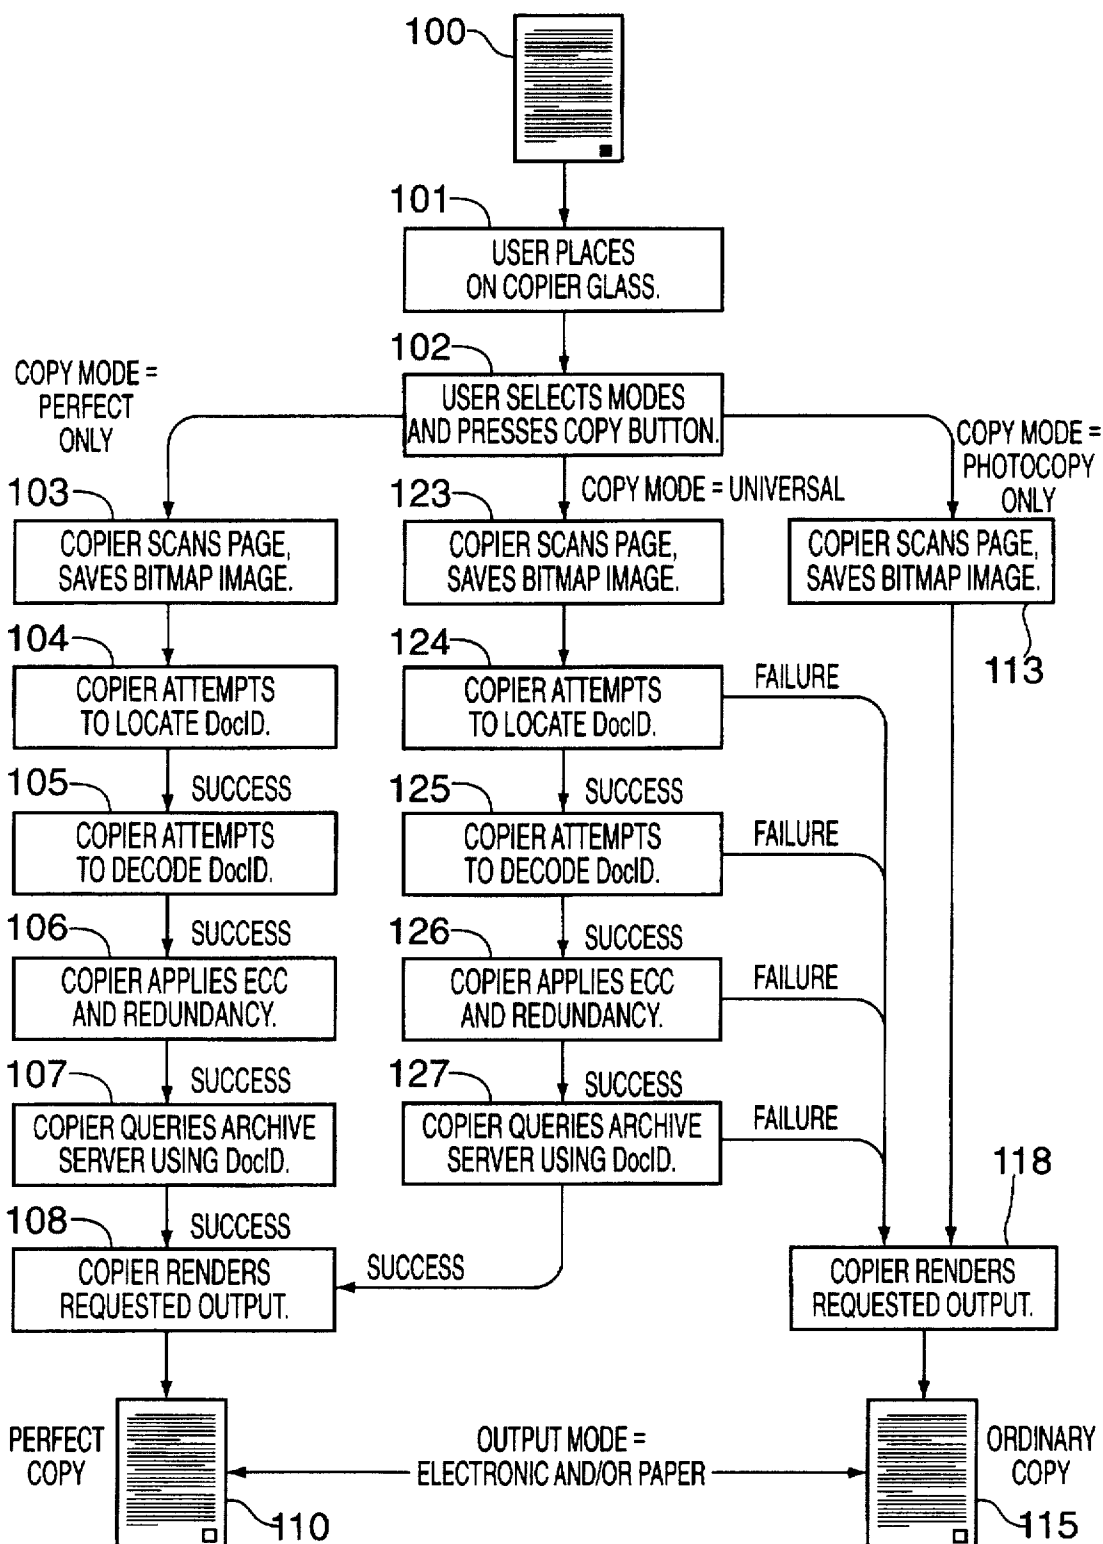 100
101
USER PLACES
ON COPIER GLASS.
102
USER SELECTS MODES
AND PRESSES COPY BUTTON.
COPY MODE =
PERFECT
ONLY
COPY MODE = UNIVERSAL
COPY MODE =
PHOTOCOPY
ONLY
103
COPIER SCANS PAGE,
SAVES BITMAP IMAGE.
123
COPIER SCANS PAGE,
SAVES BITMAP IMAGE.
COPIER SCANS PAGE,
SAVES BITMAP IMAGE.
113
104
COPIER ATTEMPTS
TO LOCATE DocID.
124
COPIER ATTEMPTS
TO LOCATE DocID.
FAILURE
SUCCESS
SUCCESS
105
COPIER ATTEMPTS
TO DECODE DocID.
125
COPIER ATTEMPTS
TO DECODE DocID.
FAILURE
SUCCESS
SUCCESS
106
COPIER APPLIES ECC
AND REDUNDANCY.
126
COPIER APPLIES ECC
AND REDUNDANCY.
FAILURE
SUCCESS
SUCCESS
107
COPIER QUERIES ARCHIVE
SERVER USING DocID.
127
COPIER QUERIES ARCHIVE
SERVER USING DocID.
FAILURE
SUCCESS
SUCCESS
108
COPIER RENDERS
REQUESTED OUTPUT.
118
COPIER RENDERS
REQUESTED OUTPUT.
PERFECT
COPY
110
OUTPUT MODE =
ELECTRONIC AND/OR PAPER
ORDINARY
COPY
115